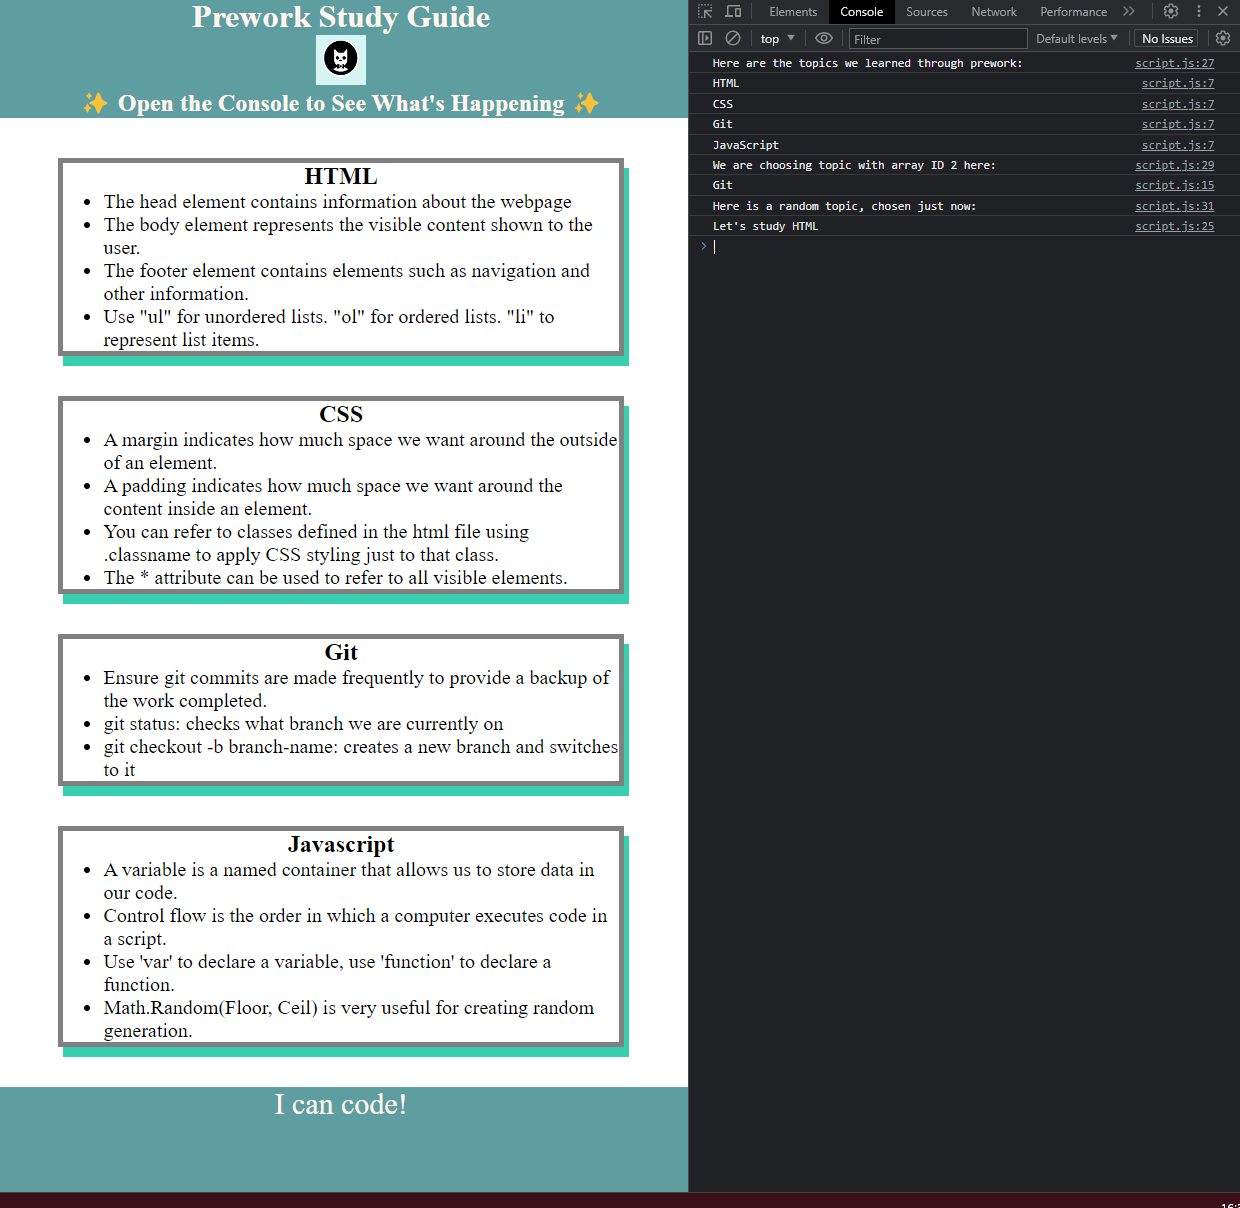 Prework Study Guide
✨ Open the Console to See What's Happening ✨
HTML
• The head element contains information about the webpage
• The body element represents the visible content shown to the
user.
• The footer element contains elements such as navigation and
other information.
• Use "ul" for unordered lists. "ol" for ordered lists. "li" to
represent list items.
CSS
• A margin indicates how much space we want around the outside
of an element.
• A padding indicates how much space we want around the
content inside an element.
• You can refer to classes defined in the html file using
.classname to apply CSS styling just to that class.
• The * attribute can be used to refer to all visible elements.
Git
• Ensure git commits are made frequently to provide a backup of
the work completed.
• git status: checks what branch we are currently on
• git checkout -b branch-name: creates a new branch and switches
to it
Javascript
• A variable is a named container that allows us to store data in
our code.
• Control flow is the order in which a computer executes code in
a script.
• Use 'var' to declare a variable, use 'function' to declare a
function.
• Math.Random(Floor, Ceil) is very useful for creating random
generation.
I can code!
Elements Console Sources Network Performance
top Filter Default levels No Issues
Here are the topics we learned through prework: script.js:27
HTML script.js:7
CSS script.js:7
Git script.js:7
JavaScript script.js:7
We are choosing topic with array ID 2 here: script.js:29
Git script.js:15
Here is a random topic, chosen just now: script.js:31
Let's study HTML script.js:25